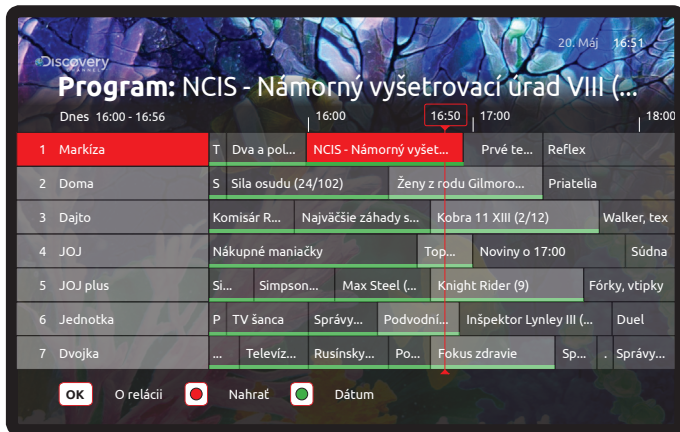 20. Máj 16:51
Discovery
CHANNEL
Program: NCIS - Námorný vyšetrovací úrad VIII (...
Dnes 16:00 - 16:56 16:00 16:50 17:00 18:00
1 Markíza T Dva a pol... NCIS - Námorný vyšet... Prvé te... Reflex
2 Doma S Sila osudu (24/102) Ženy z rodu Gilmoro... Priatelia
3 Dajto Komisár R... Najväčšie záhady s... Kobra 11 XIII (2/12) Walker, tex
4 JOJ Nákupné maniačky Top... Noviny o 17:00 Súdna
5 JOJ plus Si... Simpson... Max Steel (... Knight Rider (9) Fórky, vtipky
6 Jednotka P TV šanca Správy... Podvodní... Inšpektor Lynley III (... Duel
7 Dvojka ... Televíz... Rusínsky... Po... Fokus zdravie Sp... . Správy...
OK O relácii Nahrať Dátum